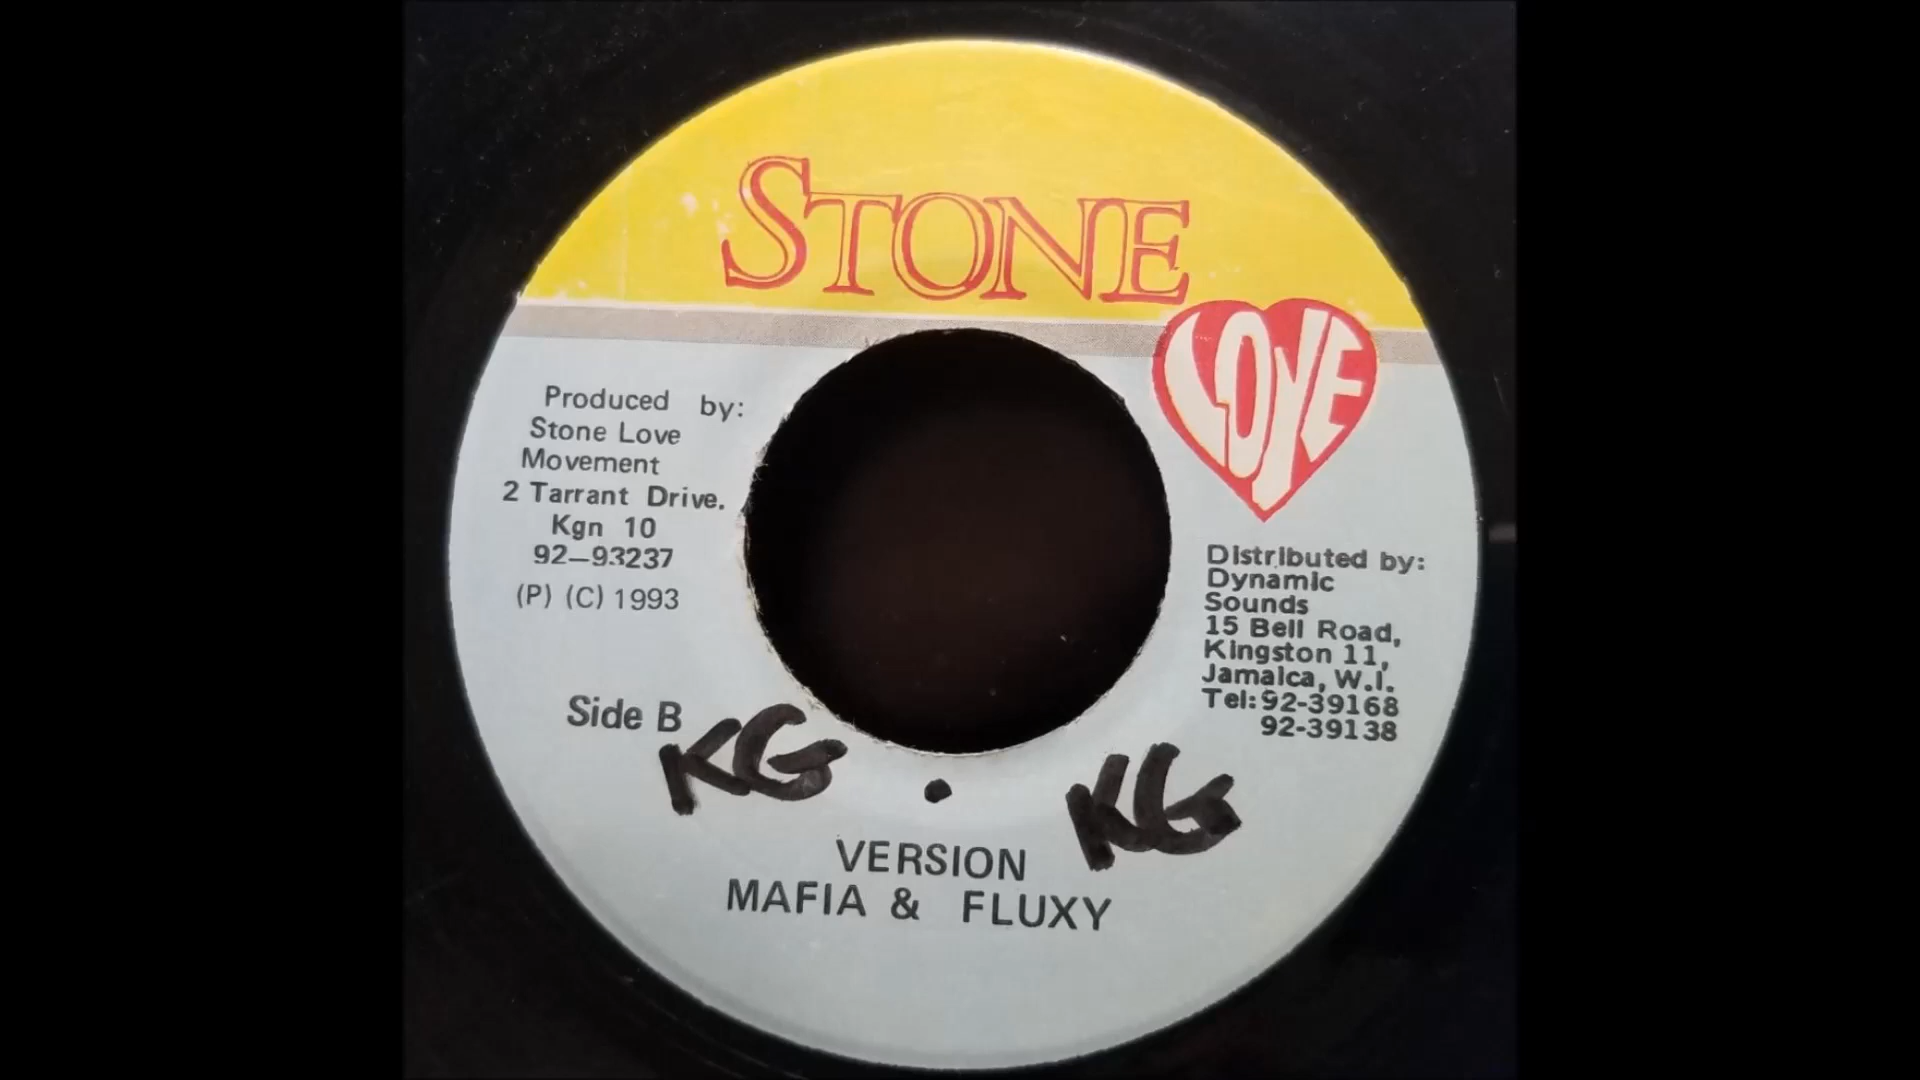 STONE
LOVE
Produced by:
Stone Love
Movement
2 Tarrant Drive.
Kgn 10
92-93237
(P) (C) 1993
Distributed by:
Dynamic
Sounds
15 Bell Road,
Kingston 11,
Jamaica, W.I.
Tel: 92-39168
92-39138
Side B
KG . KG
VERSION
MAFIA & FLUXY